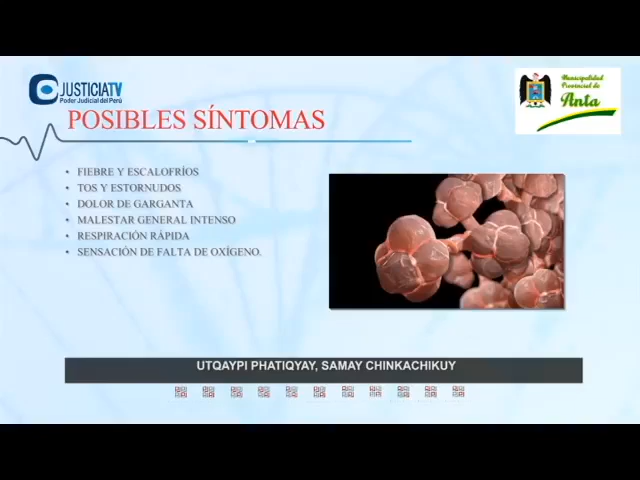 JUSTICIATV
Poder Judicial del Perú
Municipalidad
Provincial de
Anta
POSIBLES SÍNTOMAS
• FIEBRE Y ESCALOFRÍOS
• TOS Y ESTORNUDOS
• DOLOR DE GARGANTA
• MALESTAR GENERAL INTENSO
• RESPIRACIÓN RÁPIDA
• SENSACIÓN DE FALTA DE OXÍGENO.
UTQAYPI PHATIQYAY, SAMAY CHINKACHIKUY